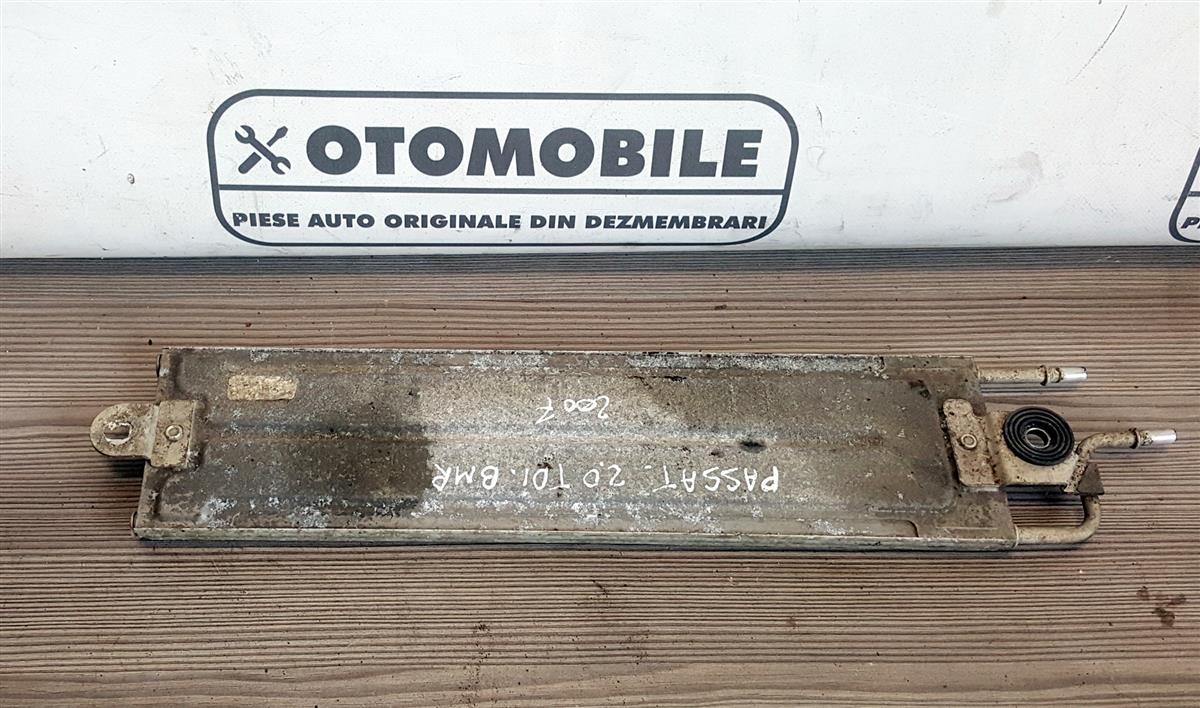 OTOMOBILE
PIESE AUTO ORIGINALE DIN DEZMEMBRARI
PASSAT - 2.0 TDI. BMR
2007